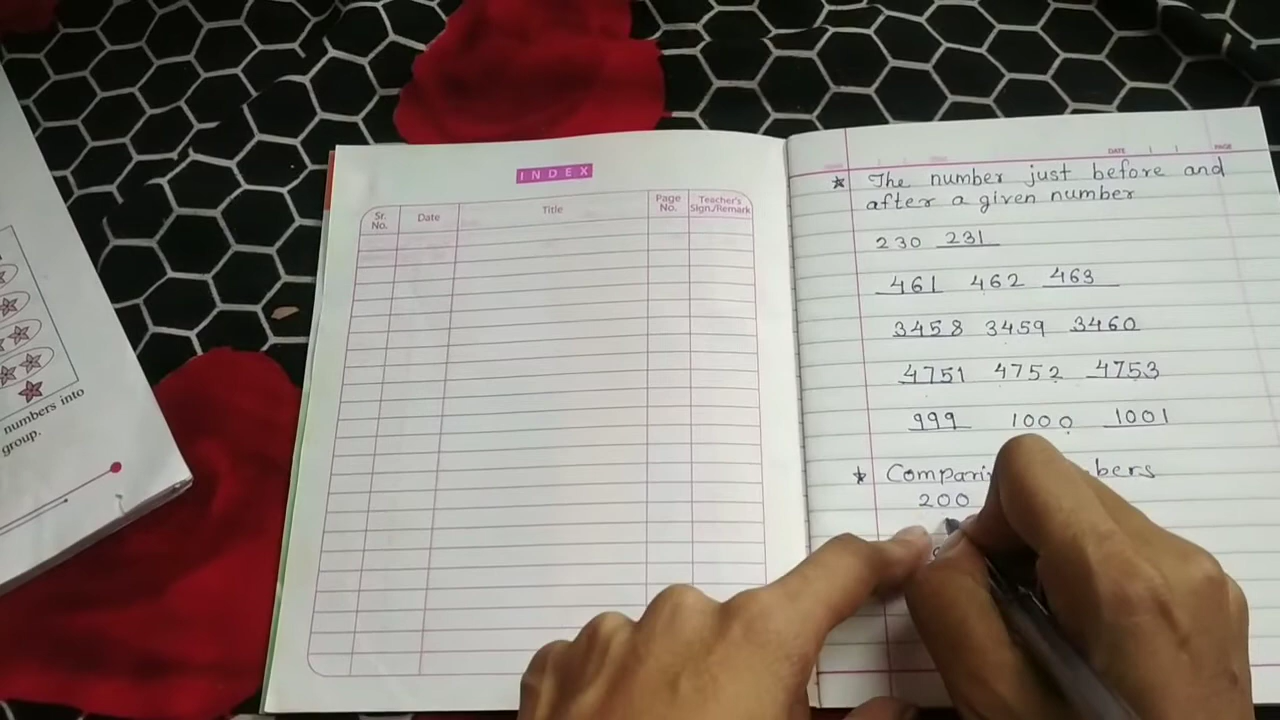 numbers into
group.
INDEX
Sr. No. Date Title Page No. Teacher's Sign./Remark
DATE PAGE
* The number just before and
after a given number
230 231
461 462 463
3458 3459 3460
4751 4752 4753
999 1000 1001
* Compari bers
200